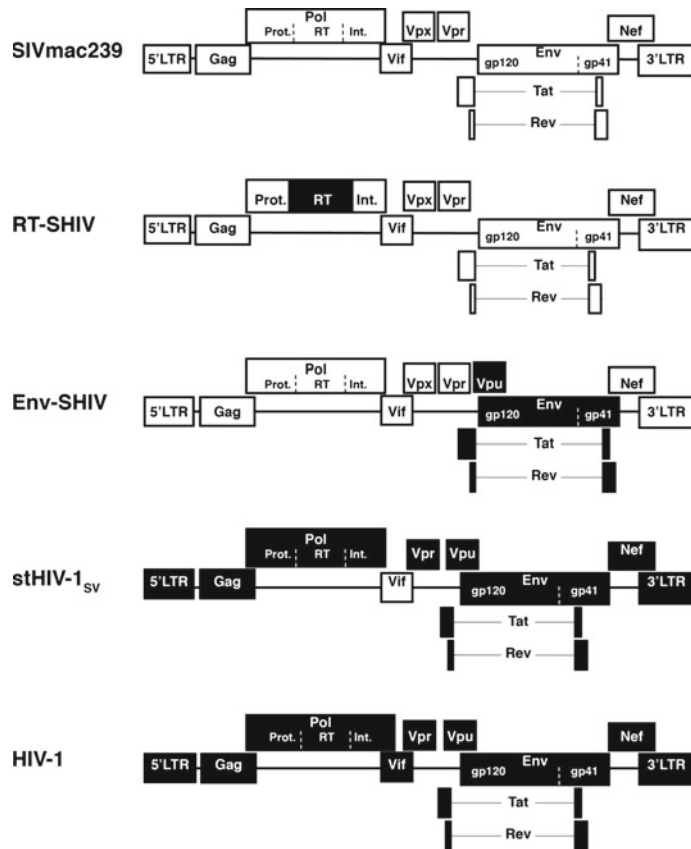 Pol
Prot. RT Int. Vpx Vpr Nef
SIVmac239
5'LTR Gag Vif Env 3'LTR
gp120 gp41
Tat
Rev
Pol
Prot. RT Int. Vpx Vpr Nef
RT-SHIV
5'LTR Gag Vif Env 3'LTR
gp120 gp41
Tat
Rev
Pol
Prot. RT Int. Vpx Vpr Vpu Nef
Env-SHIV
5'LTR Gag Vif Env 3'LTR
gp120 gp41
Tat
Rev
Pol
Prot. RT Int. Vpr Vpu Nef
stHIV-1SV
5'LTR Gag Vif Env 3'LTR
gp120 gp41
Tat
Rev
Pol
Prot. RT Int. Vpr Vpu Nef
HIV-1
5'LTR Gag Vif Env 3'LTR
gp120 gp41
Tat
Rev